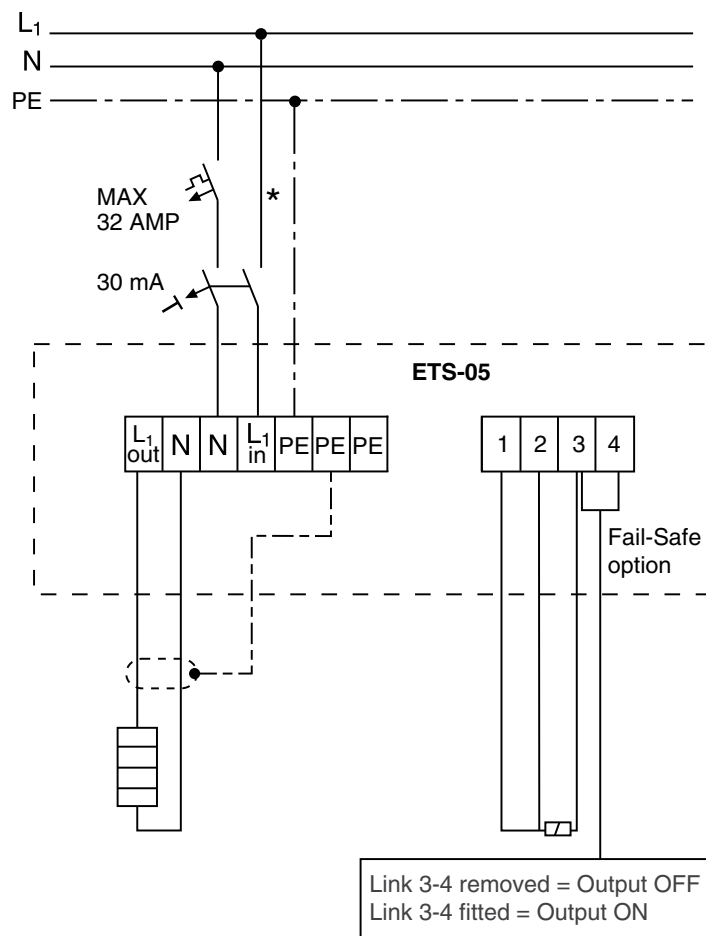 L1
N
PE
MAX
32 AMP
*
30 mA
ETS-05
L1
out
N
N
L1
in
PE
PE
PE
1
2
3
4
Fail-Safe
option
Link 3-4 removed = Output OFF
Link 3-4 fitted = Output ON